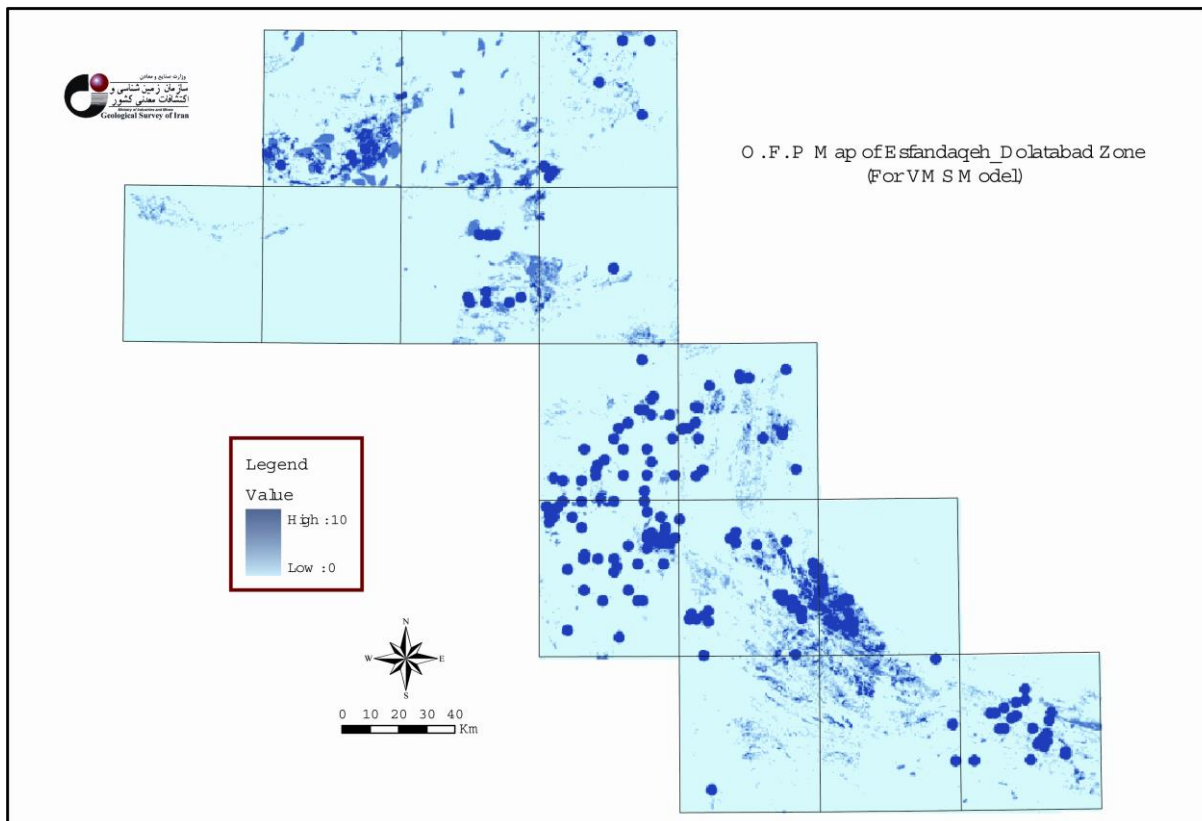 وزارت صنایع و معادن
سازمان زمین شناسی و
اکتشافات معدنی کشور
Ministry of Industries and Mines
Geological Survey of Iran
O.F.P Map of Esfandaqeh_Dolatabad Zone
(For VMS Model)
Legend
Value
High : 10
Low : 0
N
W E
S
0 10 20 30 40
Km